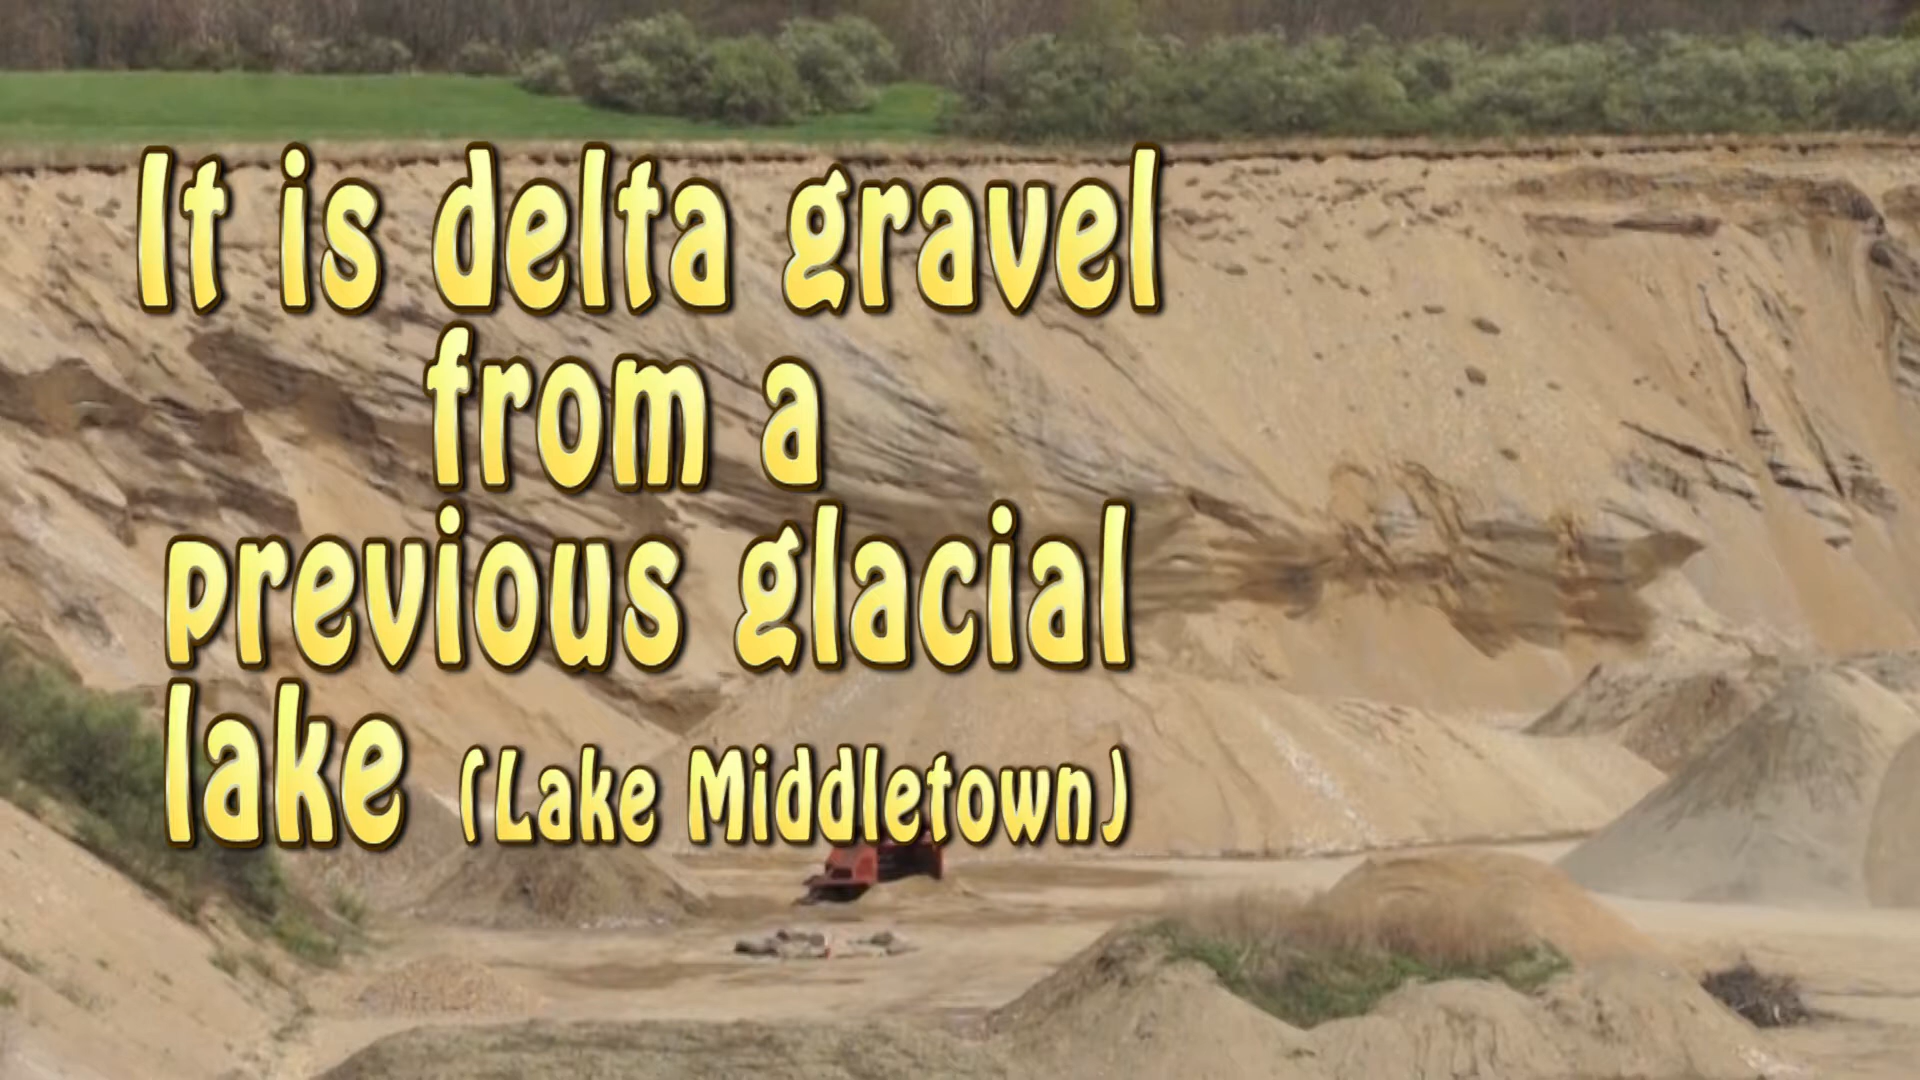 It is delta gravel
from a
previous glacial
lake (Lake Middletown)